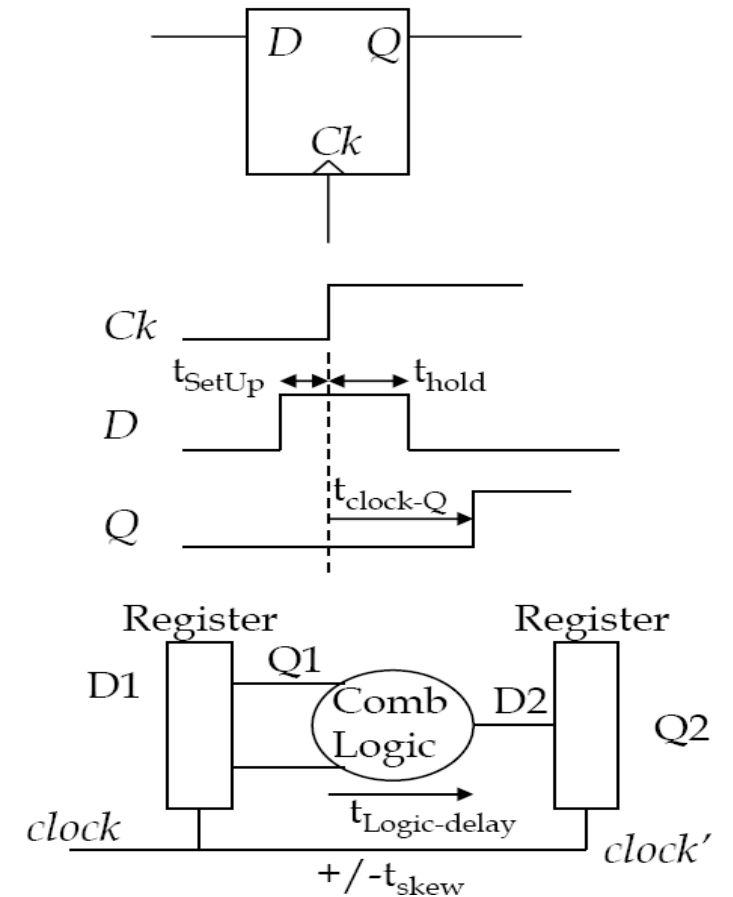 D Q
Ck
Ck
tSetUp thold
D
tclock-Q
Q
Register Register
Q1
D1 Comb D2
Logic Q2
tLogic-delay
clock clock'
+/-tskew